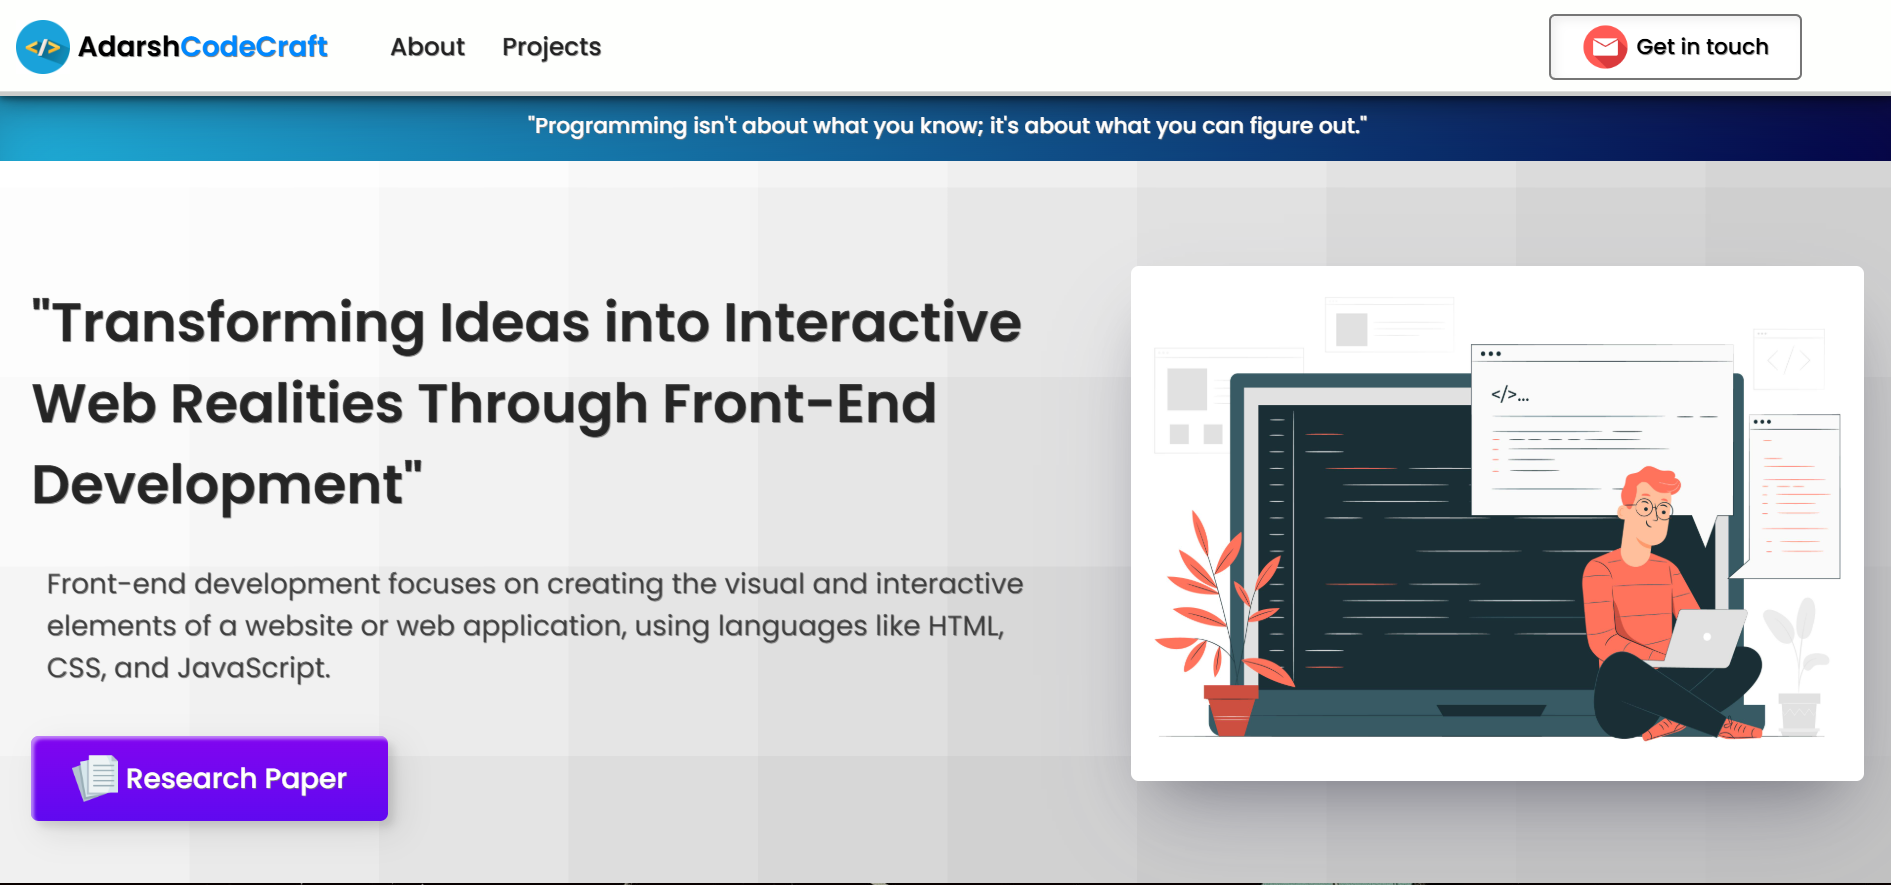 AdarshCodeCraft
About
Projects
Get in touch
"Programming isn't about what you know; it's about what you can figure out."
"Transforming Ideas into Interactive
Web Realities Through Front-End
Development"
Front-end development focuses on creating the visual and interactive
elements of a website or web application, using languages like HTML,
CSS, and JavaScript.
Research Paper
</>...